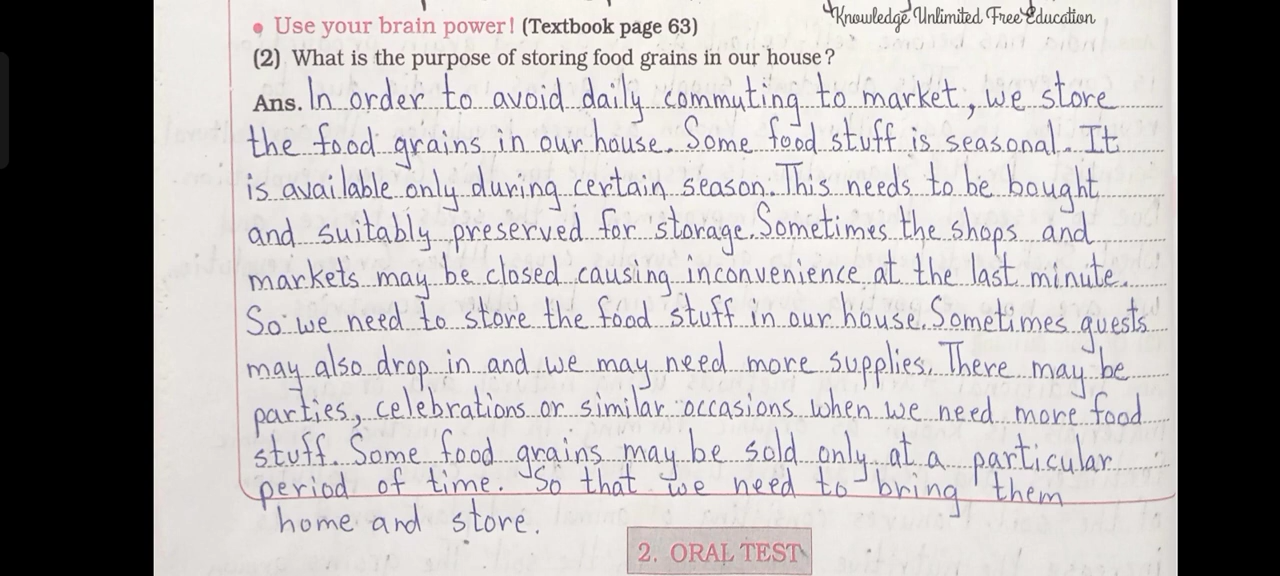 Knowledge Unlimited Free Education
• Use your brain power! (Textbook page 63)
(2) What is the purpose of storing food grains in our house?
Ans. In order to avoid daily commuting to market, we store
the food grains in our house. Some food stuff is seasonal. It
is available only during certain season. This needs to be bought
and suitably preserved for storage. Sometimes the shops and
markets may be closed causing inconvenience at the last minute.
So we need to store the food stuff in our house. Sometimes guests
may also drop in and we may need more supplies. There may be
parties, celebrations or similar occasions when we need more food
stuff. Some food grains may be sold only at a particular
period of time. So that we need to bring them
home and store.
2. ORAL TEST